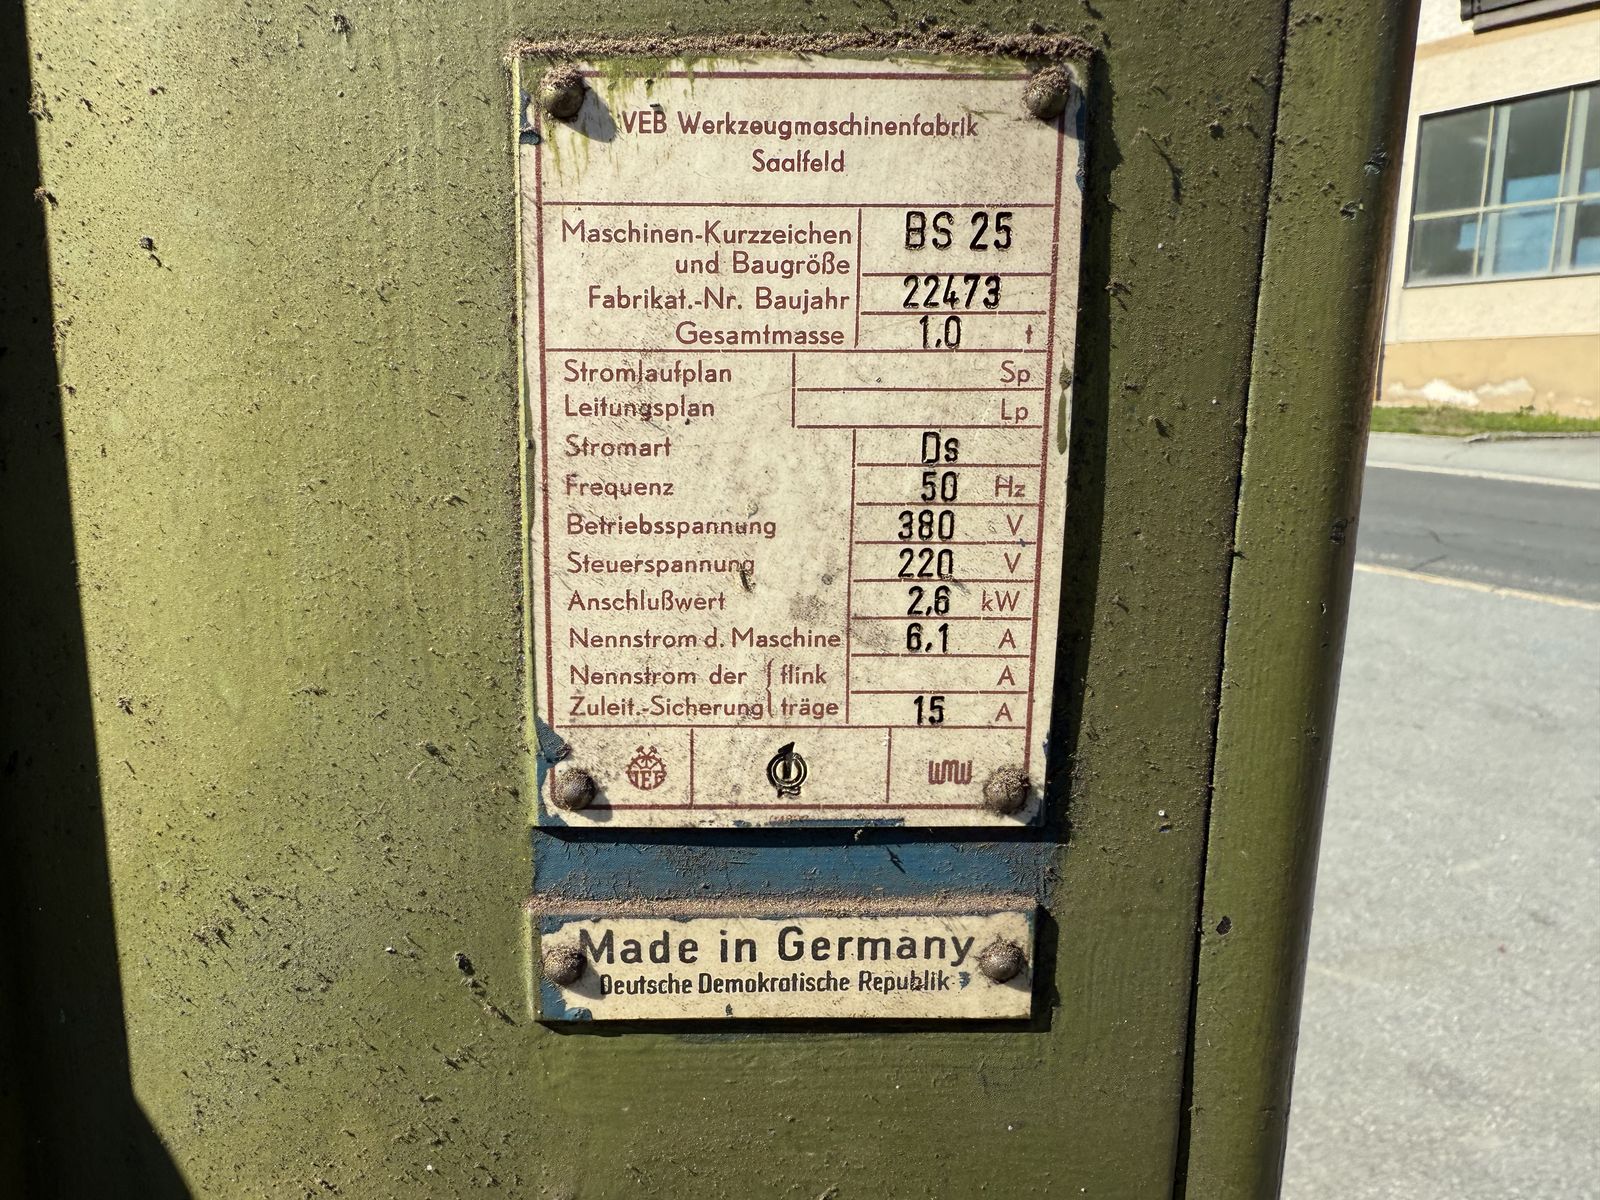 VEB Werkzeugmaschinenfabrik
Saalfeld
Maschinen-Kurzzeichen BS 25
und Baugröße
Fabrikat.-Nr. Baujahr 22473
Gesamtmasse 1.0 t
Stromlaufplan Sp
Leitungsplan Lp
Stromart Ds
Frequenz 50 Hz
Betriebsspannung 380 V
Steuerspannung 220 V
Anschlußwert 2,6 kW
Nennstrom d. Maschine 6,1 A
Nennstrom der flink A
Zuleit.-Sicherung träge 15 A
VEB WMW
Made in Germany
Deutsche Demokratische Republik